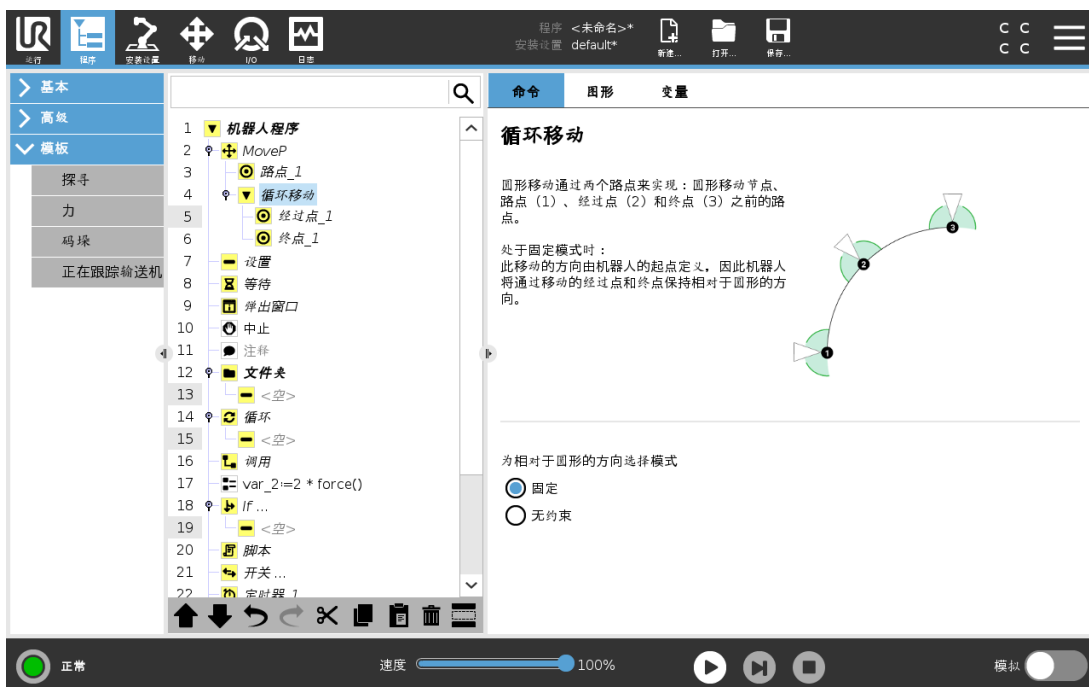 UR
运行
程序
安装设置
移动
I/O
日志
程序 <未命名>*
安装设置 default*
新建...
打开...
保存...
C C
C C
基本
高级
模板
探寻
力
码垛
正在跟踪输送机
1 机器人程序
2 MoveP
3 路点_1
4 循环移动
5 经过点_1
6 终点_1
7 设置
8 等待
9 弹出窗口
10 中止
11 注释
12 文件夹
13 <空>
14 循环
15 <空>
16 调用
17 var_2:=2 * force()
18 If ...
19 <空>
20 脚本
21 开关 ...
22 定时器_1
命令
图形
变量
循环移动
圆形移动通过两个路点来实现：圆形移动节点、
路点（1）、经过点（2）和终点（3）之前的路
点。
处于固定模式时：
此移动的方向由机器人的起点定义，因此机器人
将通过移动的经过点和终点保持相对于圆形的方
向。
1
2
3
为相对于圆形的方向选择模式
固定
无约束
正常
速度
100%
模拟